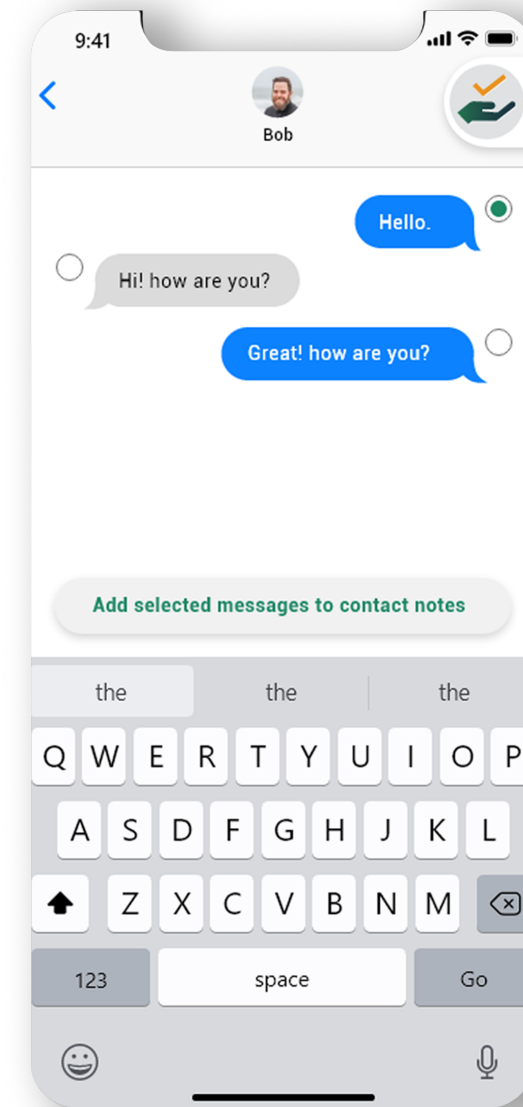 9:41
Bob
Hello.
Hi! how are you?
Great! how are you?
Add selected messages to contact notes
the the the
Q W E R T Y U I O P
A S D F G H J K L
Z X C V B N M
123 space Go